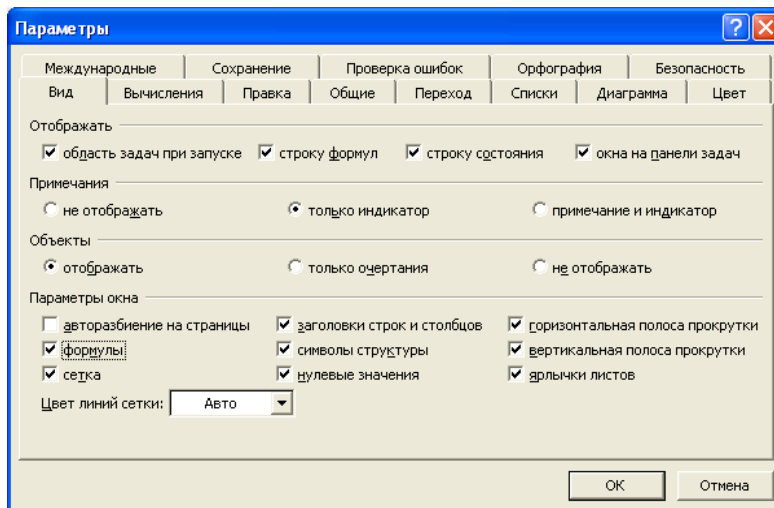 Параметры
Международные Сохранение Проверка ошибок Орфография Безопасность
Вид Вычисления Правка Общие Переход Списки Диаграмма Цвет
Отображать
область задач при запуске строку формул строку состояния окна на панели задач
Примечания
не отображать только индикатор примечание и индикатор
Объекты
отображать только очертания не отображать
Параметры окна
авторазбиение на страницы заголовки строк и столбцов горизонтальная полоса прокрутки
формулы символы структуры вертикальная полоса прокрутки
сетка нулевые значения ярлычки листов
Цвет линий сетки: Авто
ОК Отмена